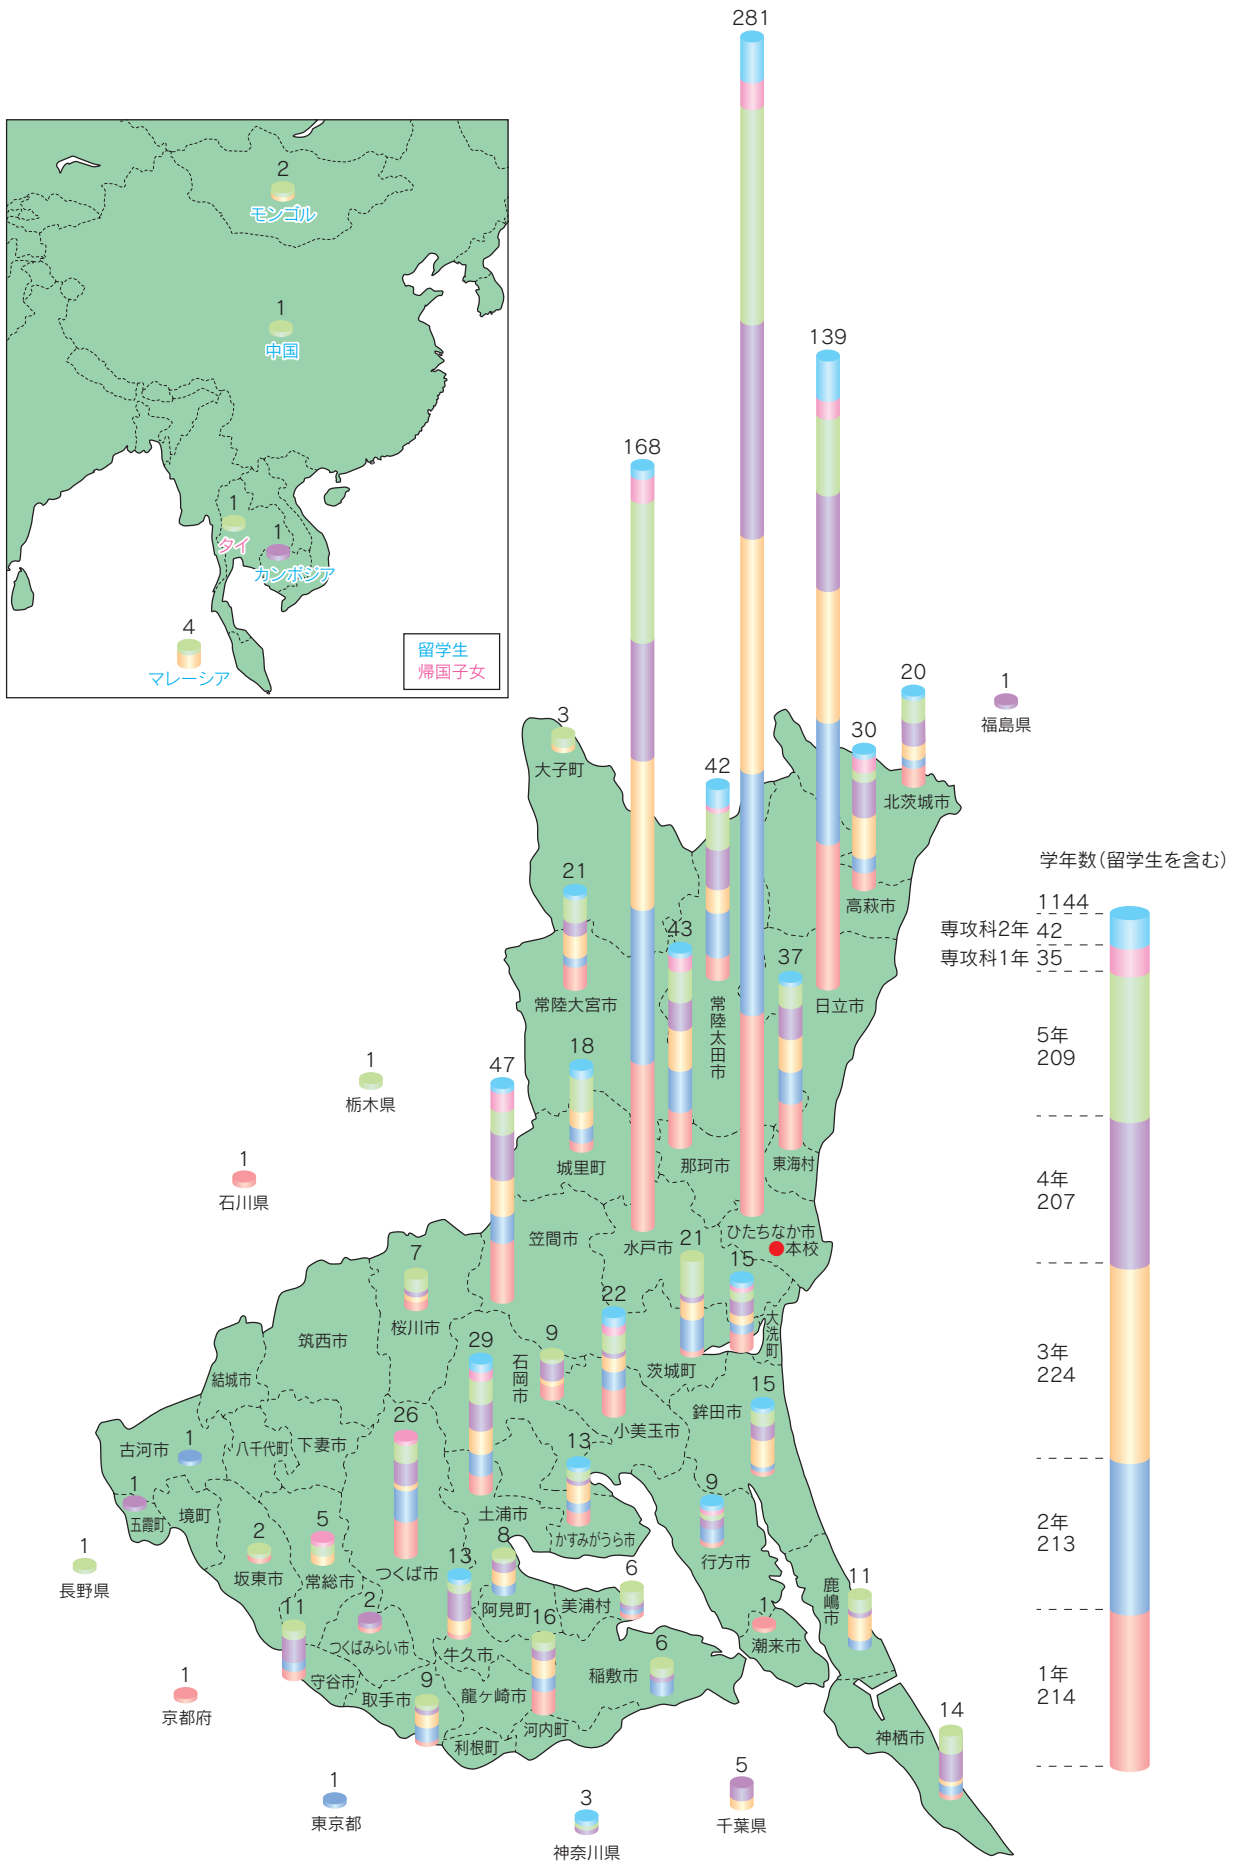 281
2
モンゴル
1
中国
1
タイ
1
カンボジア
4
マレーシア
留学生
帰国子女
139
168
20
北茨城市
1
福島県
3
大子町
30
高萩市
42
常陸太田市
21
常陸大宮市
43
那珂市
37
東海村
日立市
学年数(留学生を含む)
1144
専攻科2年 42
専攻科1年 35
5年
209
4年
207
3年
224
2年
213
1年
214
18
城里町
47
笠間市
1
栃木県
1
石川県
水戸市
ひたちなか市
本校
21
茨城町
15
大洗町
7
桜川市
筑西市
22
小美玉市
29
土浦市
9
石岡市
結城市
15
鉾田市
26
つくば市
古河市
1
八千代町
下妻市
13
かすみがうら市
1
五霞町
境町
9
行方市
2
坂東市
5
常総市
8
阿見町
13
牛久市
6
美浦村
1
長野県
11
鹿嶋市
1
潮来市
11
守谷市
2
つくばみらい市
16
龍ヶ崎市
6
稲敷市
1
京都府
9
取手市
利根町
河内町
14
神栖市
1
東京都
3
神奈川県
5
千葉県